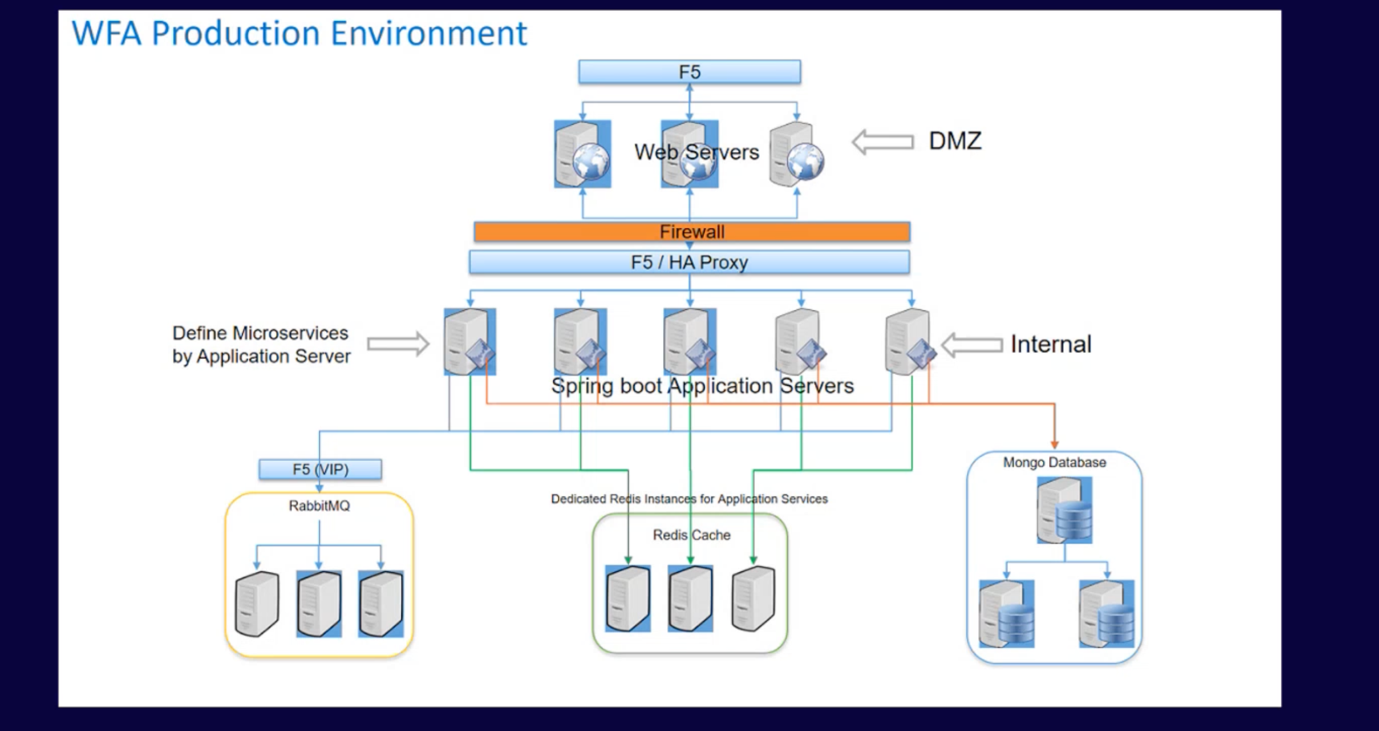 WFA Production Environment
F5
Web Servers
DMZ
Firewall
F5 / HA Proxy
Define Microservices
by Application Server
Internal
Spring boot Application Servers
F5 (VIP)
RabbitMQ
Dedicated Redis Instances for Application Services
Redis Cache
Mongo Database